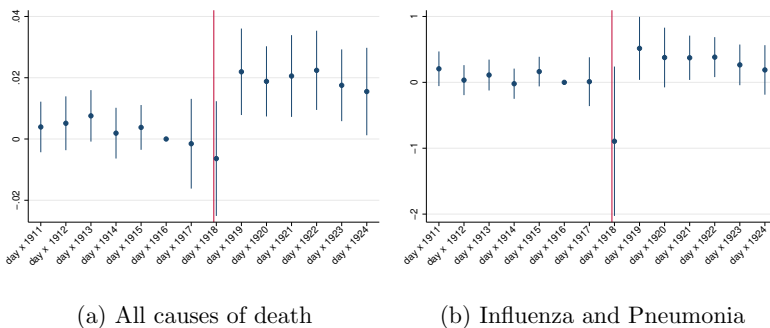 .04
.02
0
-.02
day x 1911
day x 1912
day x 1913
day x 1914
day x 1915
day x 1916
day x 1917
day x 1918
day x 1919
day x 1920
day x 1921
day x 1922
day x 1923
day x 1924
(a) All causes of death
1
0
-1
-2
day x 1911
day x 1912
day x 1913
day x 1914
day x 1915
day x 1916
day x 1917
day x 1918
day x 1919
day x 1920
day x 1921
day x 1922
day x 1923
day x 1924
(b) Influenza and Pneumonia